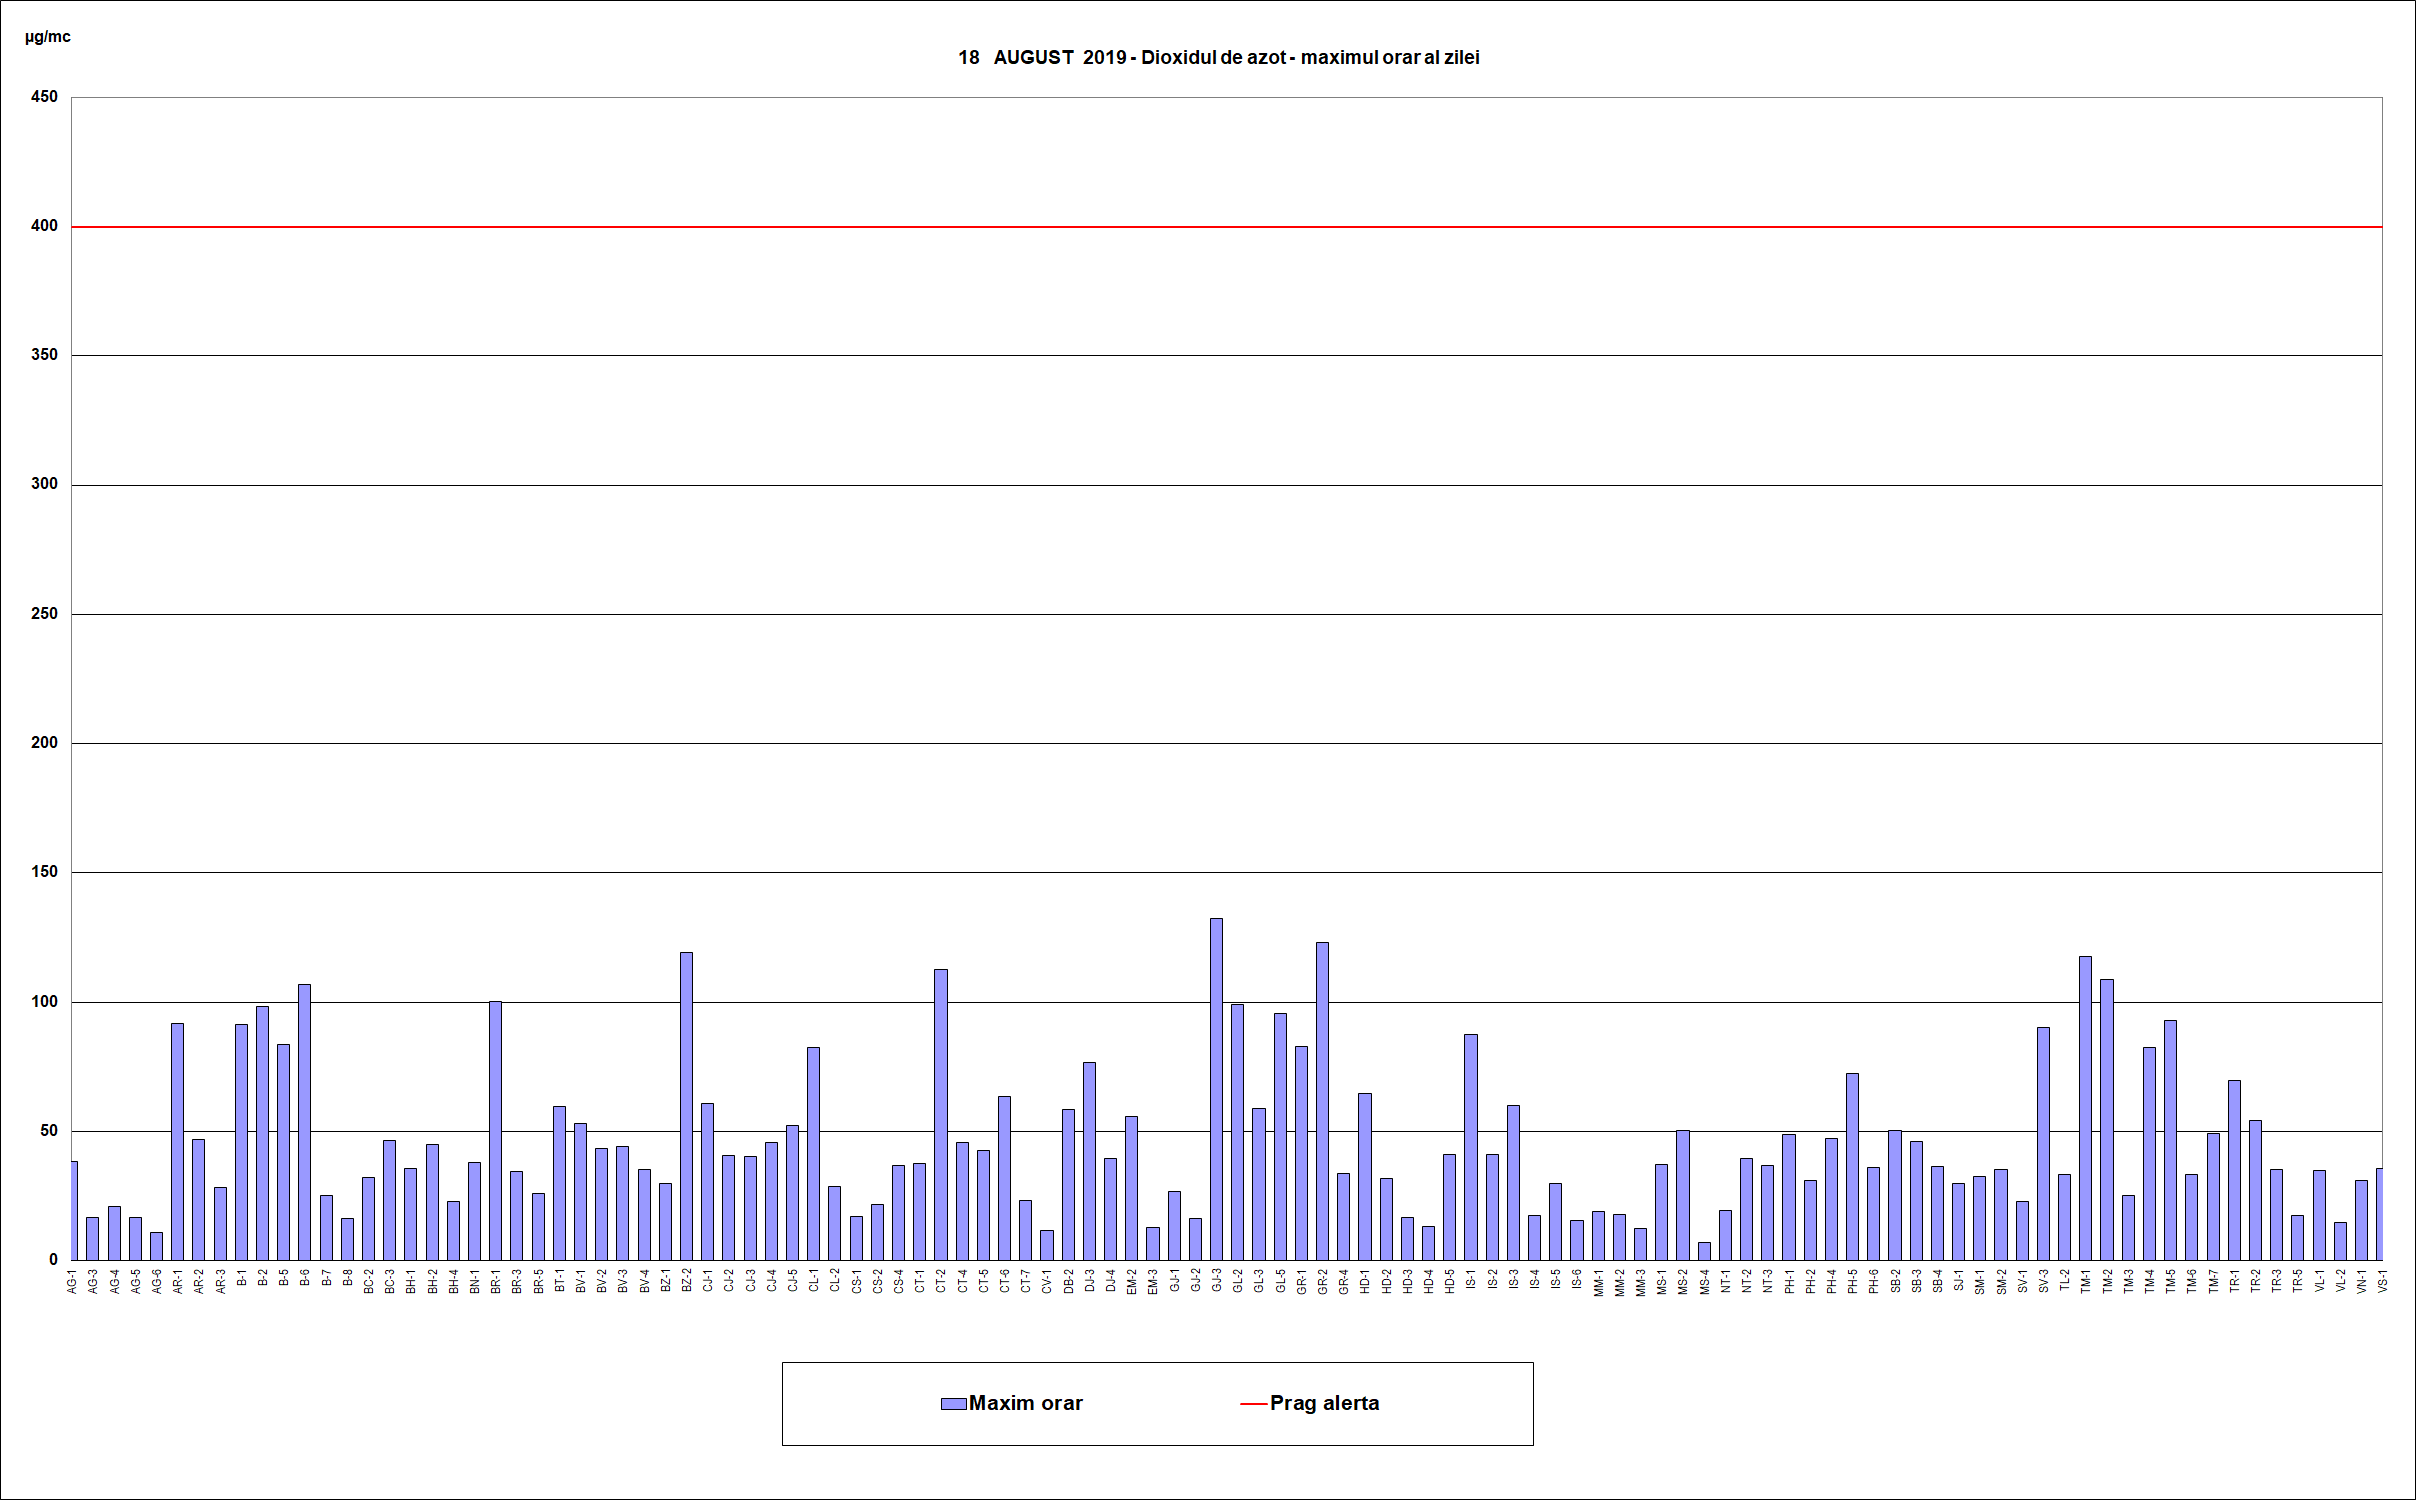 µg/mc
18 AUGUST 2019 - Dioxidul de azot - maximul orar al zilei
450
400
350
300
250
200
150
100
50
0
AG-1 AG-3 AG-4 AG-5 AG-6 AR-1 AR-2 AR-3 B-1 B-2 B-5 B-6 B-7 B-8 BC-2 BC-3 BH-1 BH-2 BH-4 BN-1 BR-1 BR-3 BR-5 BT-1 BV-1 BV-2 BV-3 BV-4 BZ-1 BZ-2 CJ-1 CJ-2 CJ-3 CJ-4 CJ-5 CL-1 CL-2 CS-1 CS-2 CS-4 CT-1 CT-2 CT-4 CT-5 CT-6 CT-7 CV-1 DB-2 DJ-3 DJ-4 EM-2 EM-3 GJ-1 GJ-2 GJ-3 GL-2 GL-3 GL-5 GR-1 GR-2 GR-4 HD-1 HD-2 HD-3 HD-4 HD-5 IS-1 IS-2 IS-3 IS-4 IS-5 IS-6 MM-1 MM-2 MM-3 MS-1 MS-2 MS-4 NT-1 NT-2 NT-3 PH-1 PH-2 PH-4 PH-5 PH-6 SB-2 SB-3 SB-4 SJ-1 SM-1 SM-2 SV-1 SV-3 TL-2 TM-1 TM-2 TM-3 TM-4 TM-5 TM-6 TM-7 TR-1 TR-2 TR-3 TR-5 VL-1 VL-2 VN-1 VS-1
Maxim orar Prag alerta